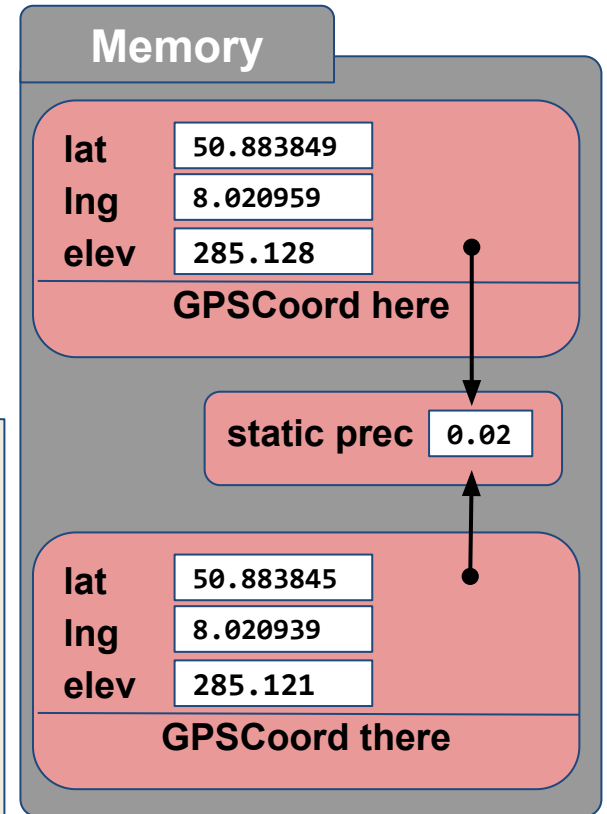 Memory
lat 50.883849
lng 8.020959
elev 285.128
GPSCoord here
static prec 0.02
lat 50.883845
lng 8.020939
elev 285.121
GPSCoord there